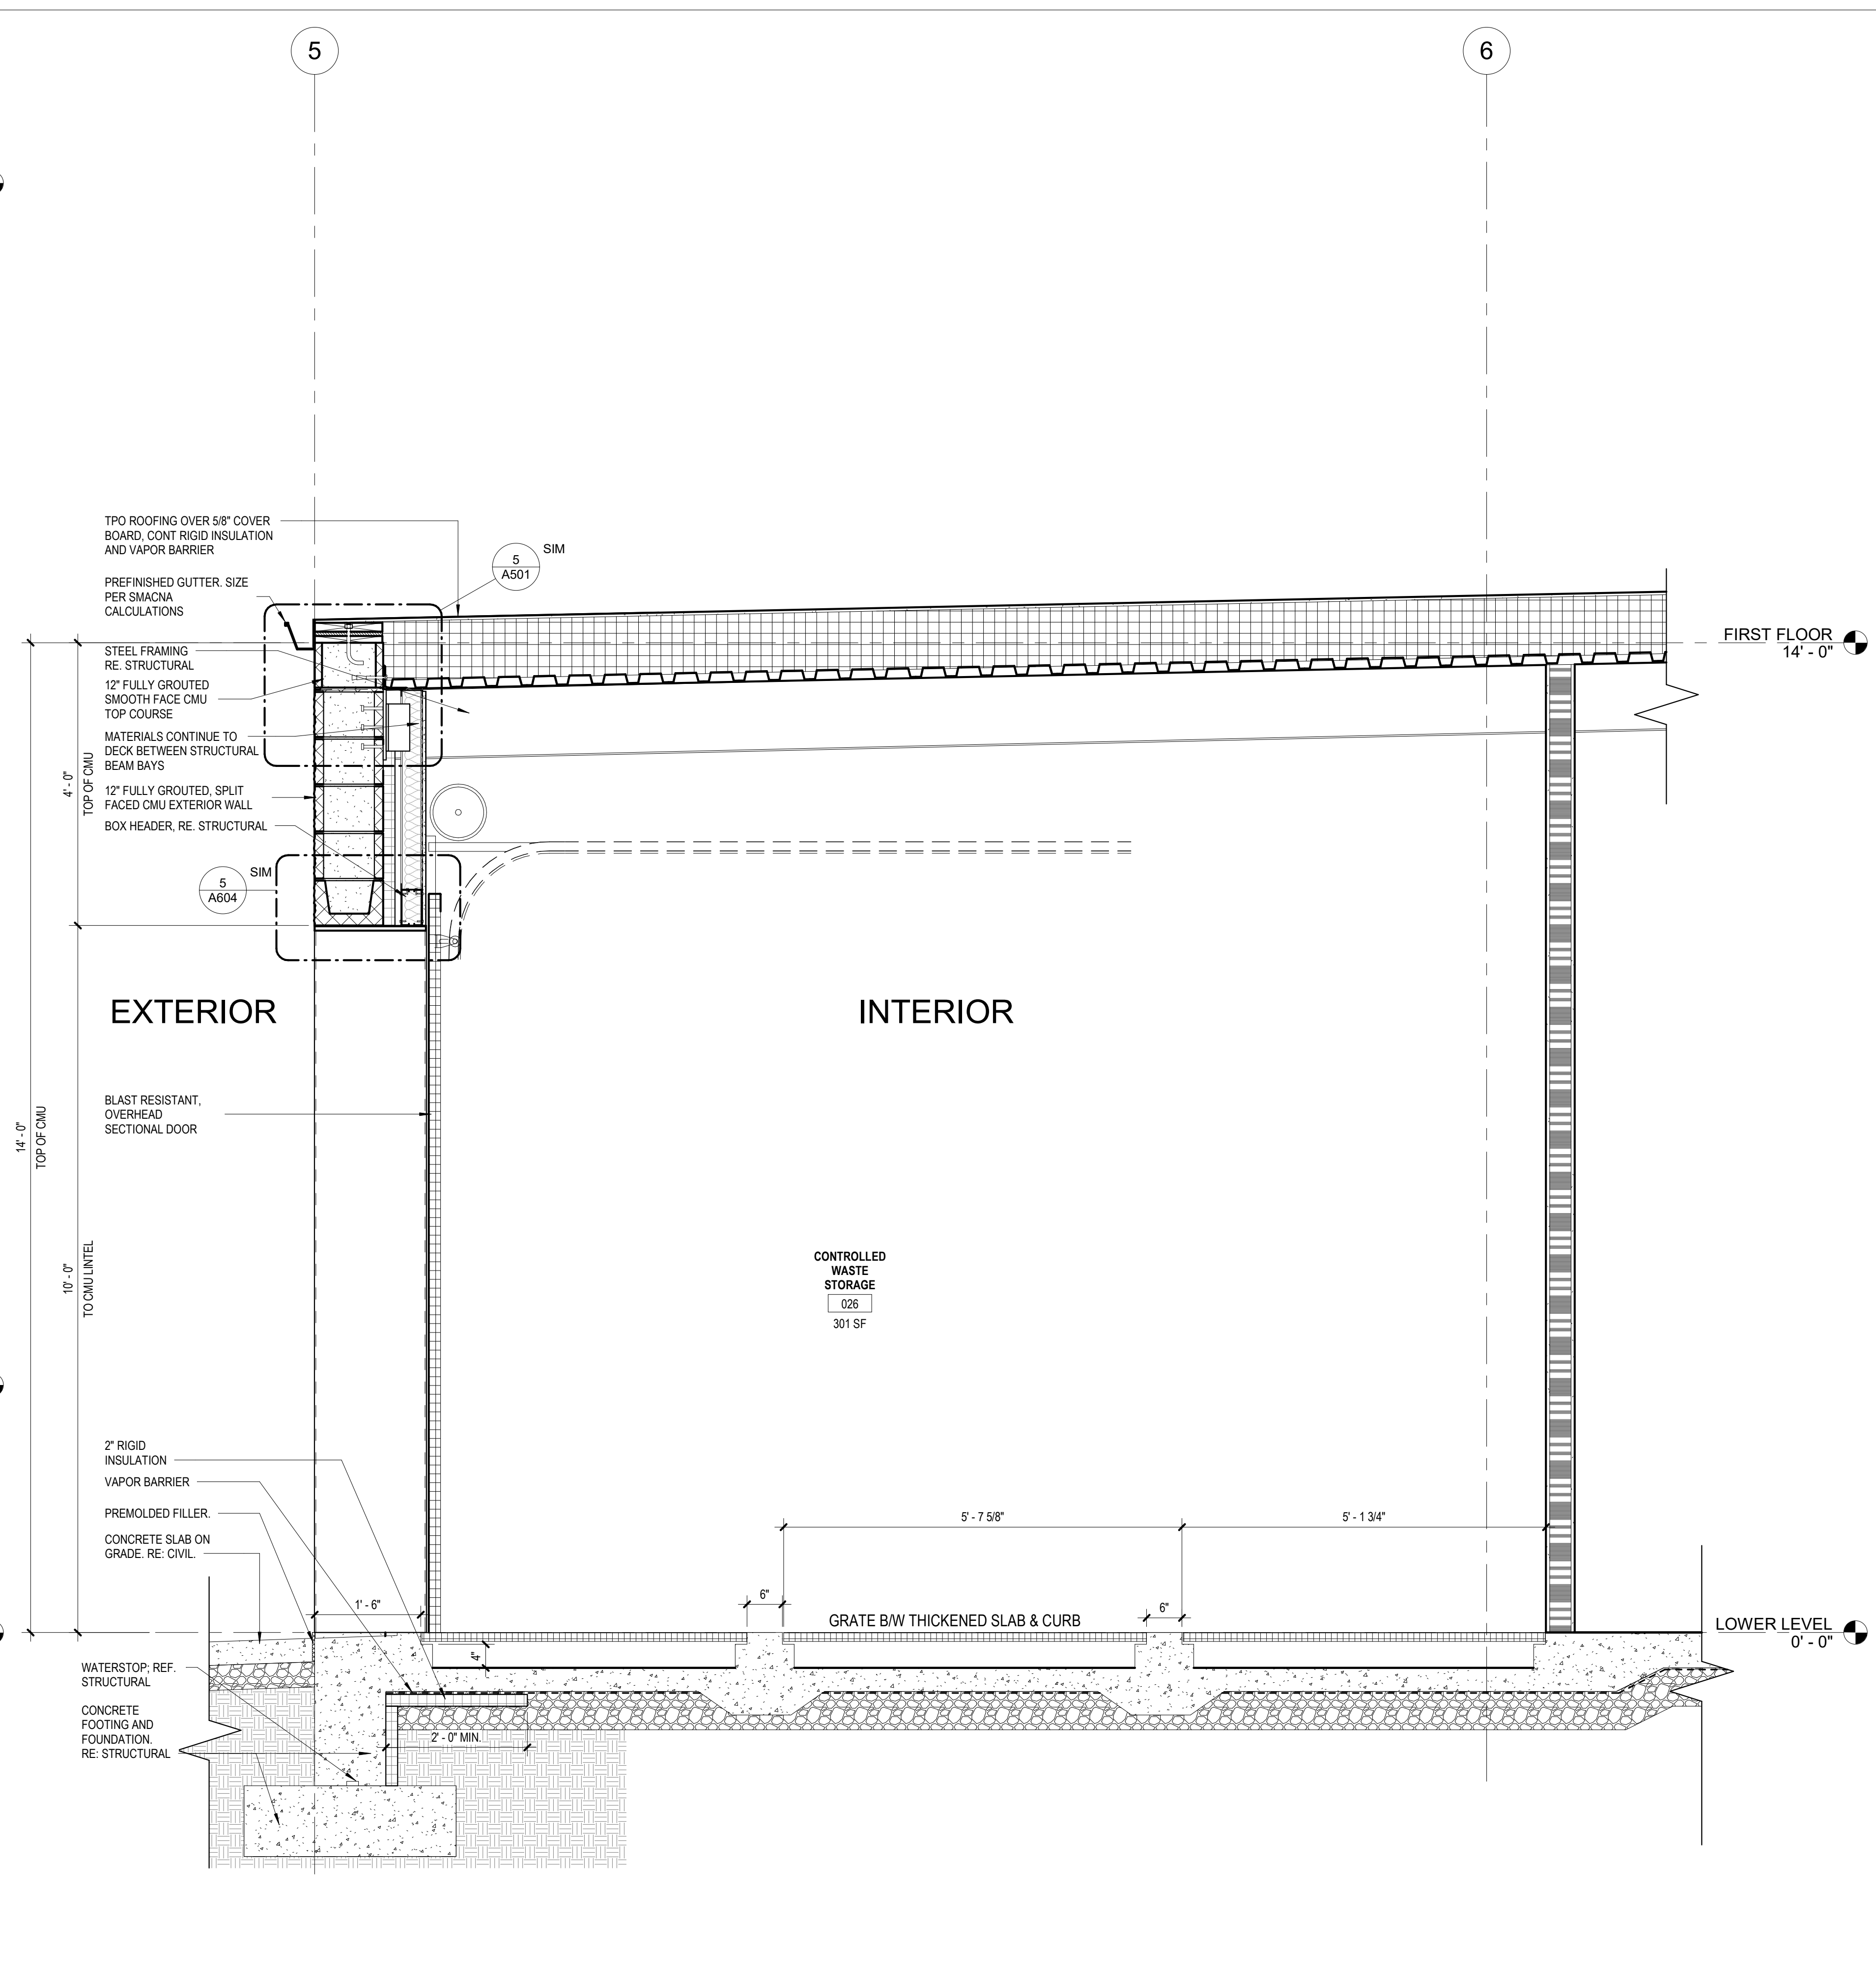 5
6
TPO ROOFING OVER 5/8" COVER
BOARD, CONT RIGID INSULATION
AND VAPOR BARRIER
5
A501
SIM
PREFINISHED GUTTER. SIZE
PER SMACNA
CALCULATIONS
FIRST FLOOR
14' - 0"
STEEL FRAMING
RE. STRUCTURAL
12" FULLY GROUTED
SMOOTH FACE CMU
TOP COURSE
MATERIALS CONTINUE TO
DECK BETWEEN STRUCTURAL
BEAM BAYS
4' - 0"
TOP OF CMU
12" FULLY GROUTED, SPLIT
FACED CMU EXTERIOR WALL
BOX HEADER, RE. STRUCTURAL
5
A604
SIM
EXTERIOR
INTERIOR
BLAST RESISTANT,
OVERHEAD
SECTIONAL DOOR
14' - 0"
TOP OF CMU
10' - 0"
TO CMU LINTEL
CONTROLLED
WASTE
STORAGE
026
301 SF
2" RIGID
INSULATION
VAPOR BARRIER
PREMOLDED FILLER.
CONCRETE SLAB ON
GRADE. RE: CIVIL.
5' - 7 5/8"
5' - 1 3/4"
1' - 6"
6"
6"
GRATE B/W THICKENED SLAB & CURB
LOWER LEVEL
0' - 0"
4"
WATERSTOP; REF.
STRUCTURAL
CONCRETE
FOOTING AND
FOUNDATION.
RE: STRUCTURAL
2' - 0" MIN.